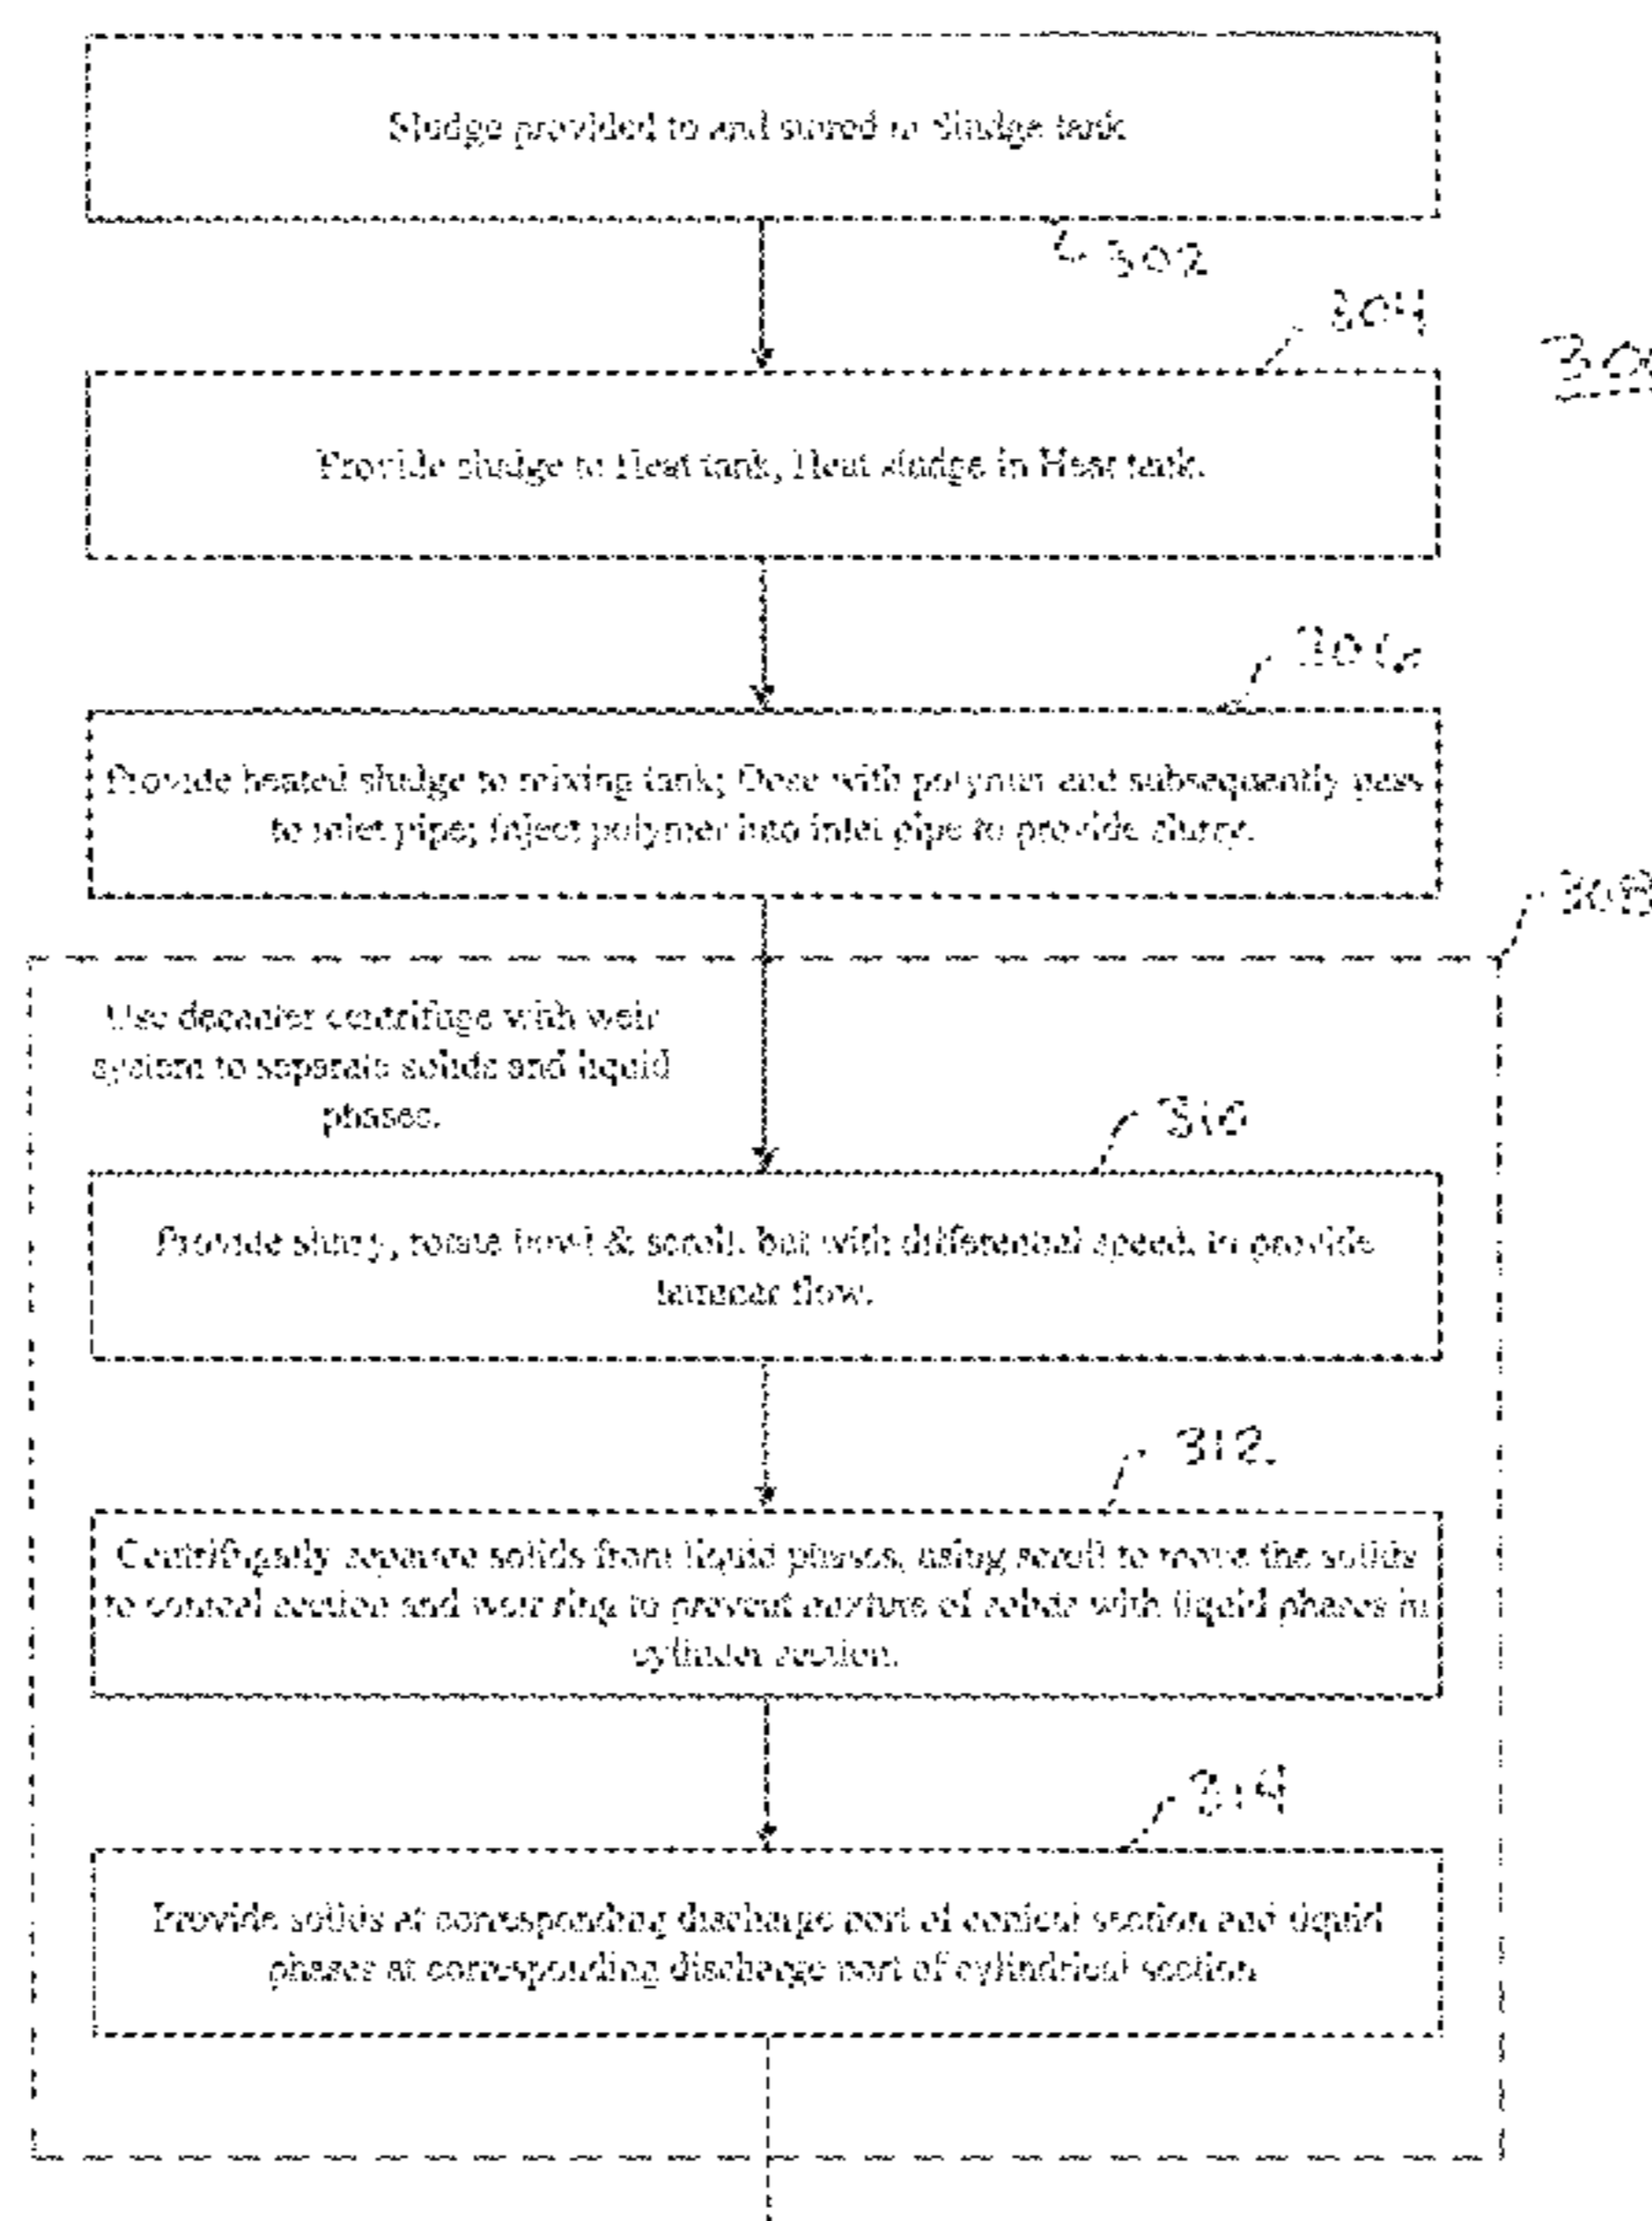 Sludge provided to and stored in Sludge tank
302
304
Provide sludge to Heat tank, Heat sludge in Heat tank.
306
Provide heated sludge to mixing tank; Dose with polymer and subsequently pass
to inlet pipe; Inject polymer into inlet pipe to provide slurry.
308
Use decanter centrifuge with weir
system to separate solids and liquid
phases.
310
Provide slurry, rotate bowl & scroll, but with differential speed, to provide
laminar flow.
312
Centrifugally separate solids from liquid phases, using scroll to move the solids
to conical section and weir ring to prevent mixture of solids with liquid phases in
cylinder section.
314
Provide solids at corresponding discharge port of conical section and liquid
phases at corresponding discharge port of cylindrical section